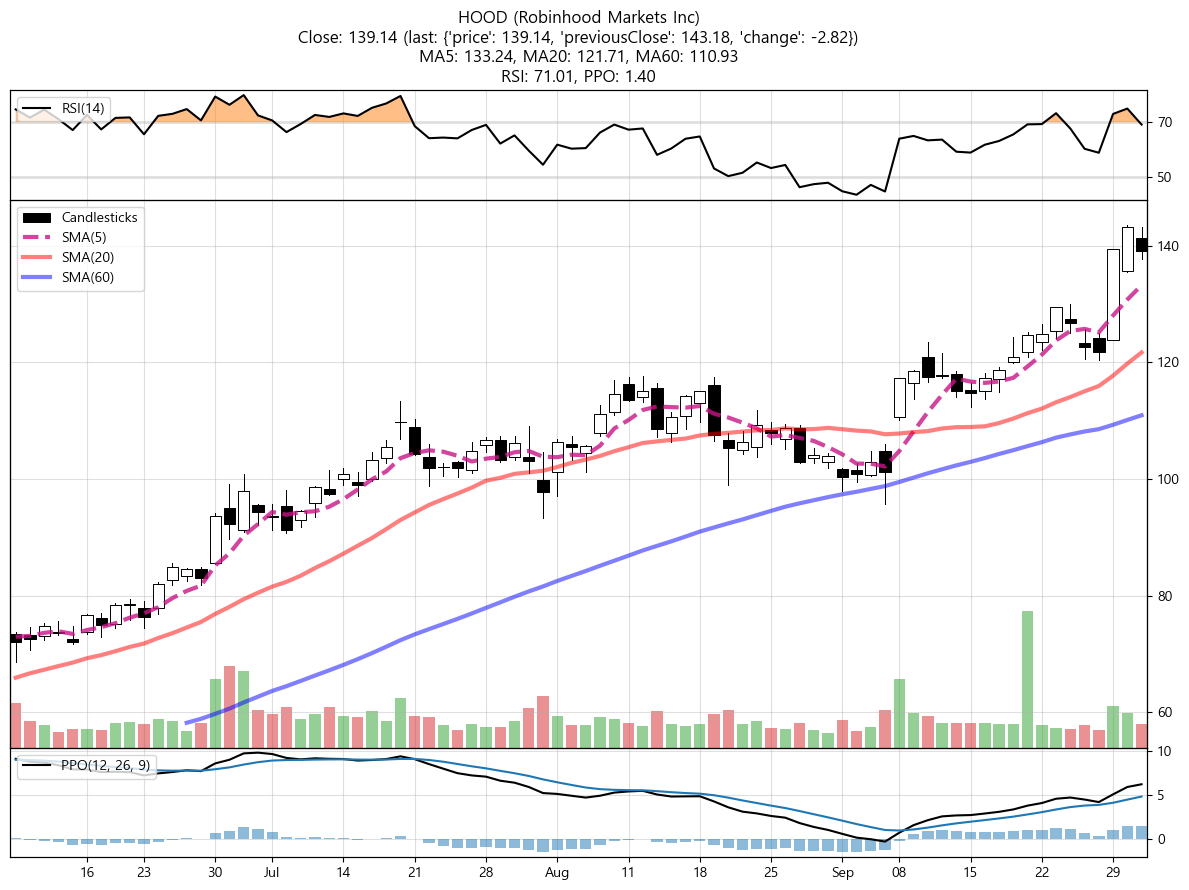 HOOD (Robinhood Markets Inc)
Close: 139.14 (last: {'price': 139.14, 'previousClose': 143.18, 'change': -2.82})
MA5: 133.24, MA20: 121.71, MA60: 110.93
RSI: 71.01, PPO: 1.40
RSI(14)
70
50
Candlesticks
SMA(5)
SMA(20)
SMA(60)
140
120
100
80
60
PPO(12, 26, 9)
10
5
0
16 23 30 Jul 14 21 28 Aug 11 18 25 Sep 08 15 22 29